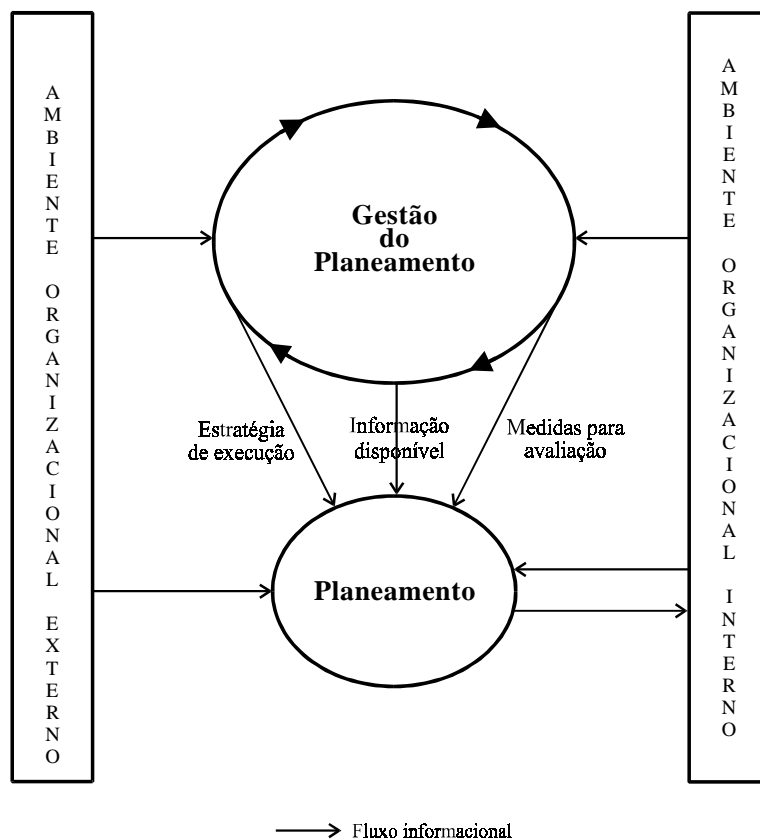 AMBIENTE ORGANIZACIONAL EXTERNO
Gestão
do
Planeamento
Estratégia
de execução
Informação
disponível
Medidas para
avaliação
Planeamento
AMBIENTE ORGANIZACIONAL INTERNO
Fluxo informacional